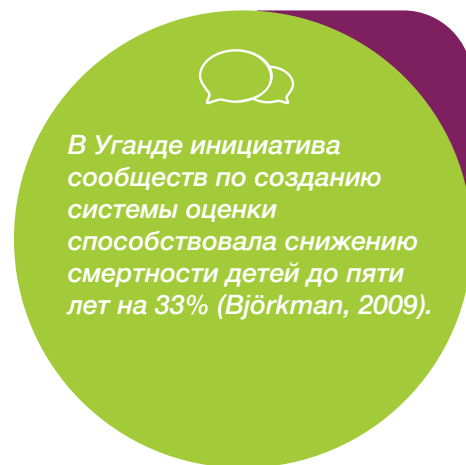 В Уганде инициатива
сообществ по созданию
системы оценки
способствовала снижению
смертности детей до пяти
лет на 33% (Björkman, 2009).